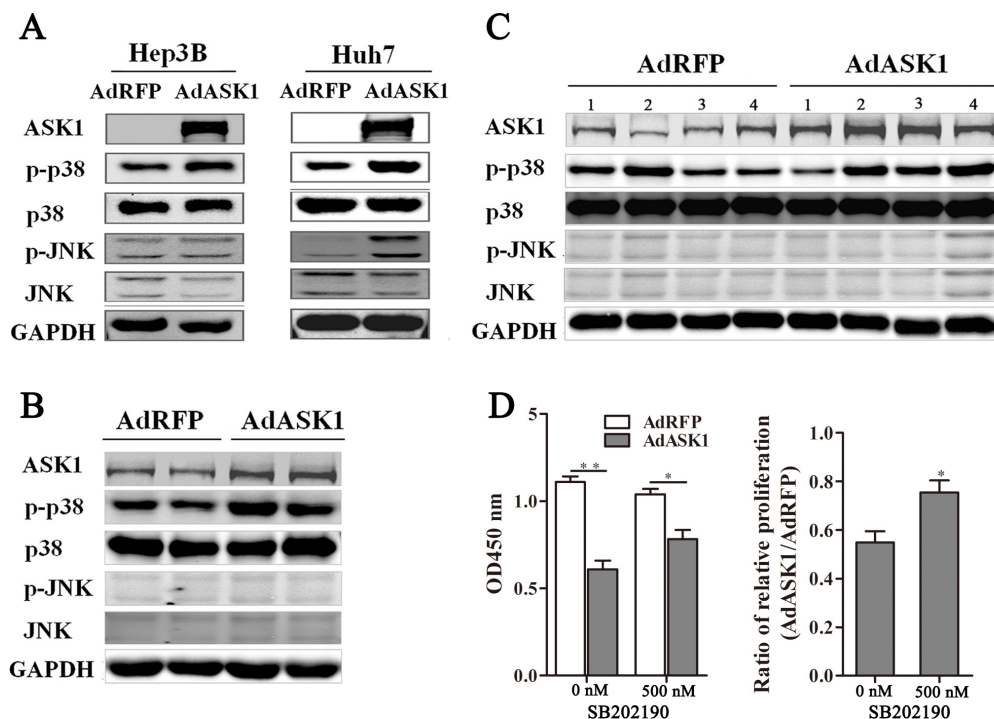 A
Hep3B
Huh7
AdRFP AdASK1
AdRFP AdASK1
ASK1
p-p38
p38
p-JNK
JNK
GAPDH
B
AdRFP AdASK1
ASK1
p-p38
p38
p-JNK
JNK
GAPDH
C
AdRFP AdASK1
1 2 3 4 1 2 3 4
ASK1
p-p38
p38
p-JNK
JNK
GAPDH
D
AdRFP
AdASK1
OD450 nm
1.5
1.0
0.5
0.0
** *
0 nM 500 nM
SB202190
Ratio of relative proliferation
(AdASK1/AdRFP)
1.0
0.8
0.6
0.4
0.2
0.0
*
0 nM 500 nM
SB202190